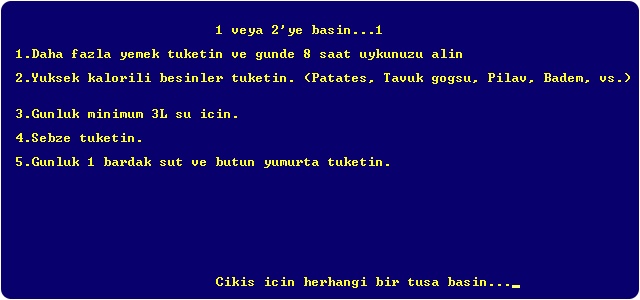 1 veya 2'ye basin...1
1.Daha fazla yemek tuketin ve gunde 8 saat uykunuzu alin
2.Yuksek kalorili besinler tuketin. (Patates, Tavuk gogsu, Pilav, Badem, vs.)
3.Gunluk minimum 3L su icin.
4.Sebze tuketin.
5.Gunluk 1 bardak sut ve butun yumurta tuketin.
Cikis icin herhangi bir tusa basin..._